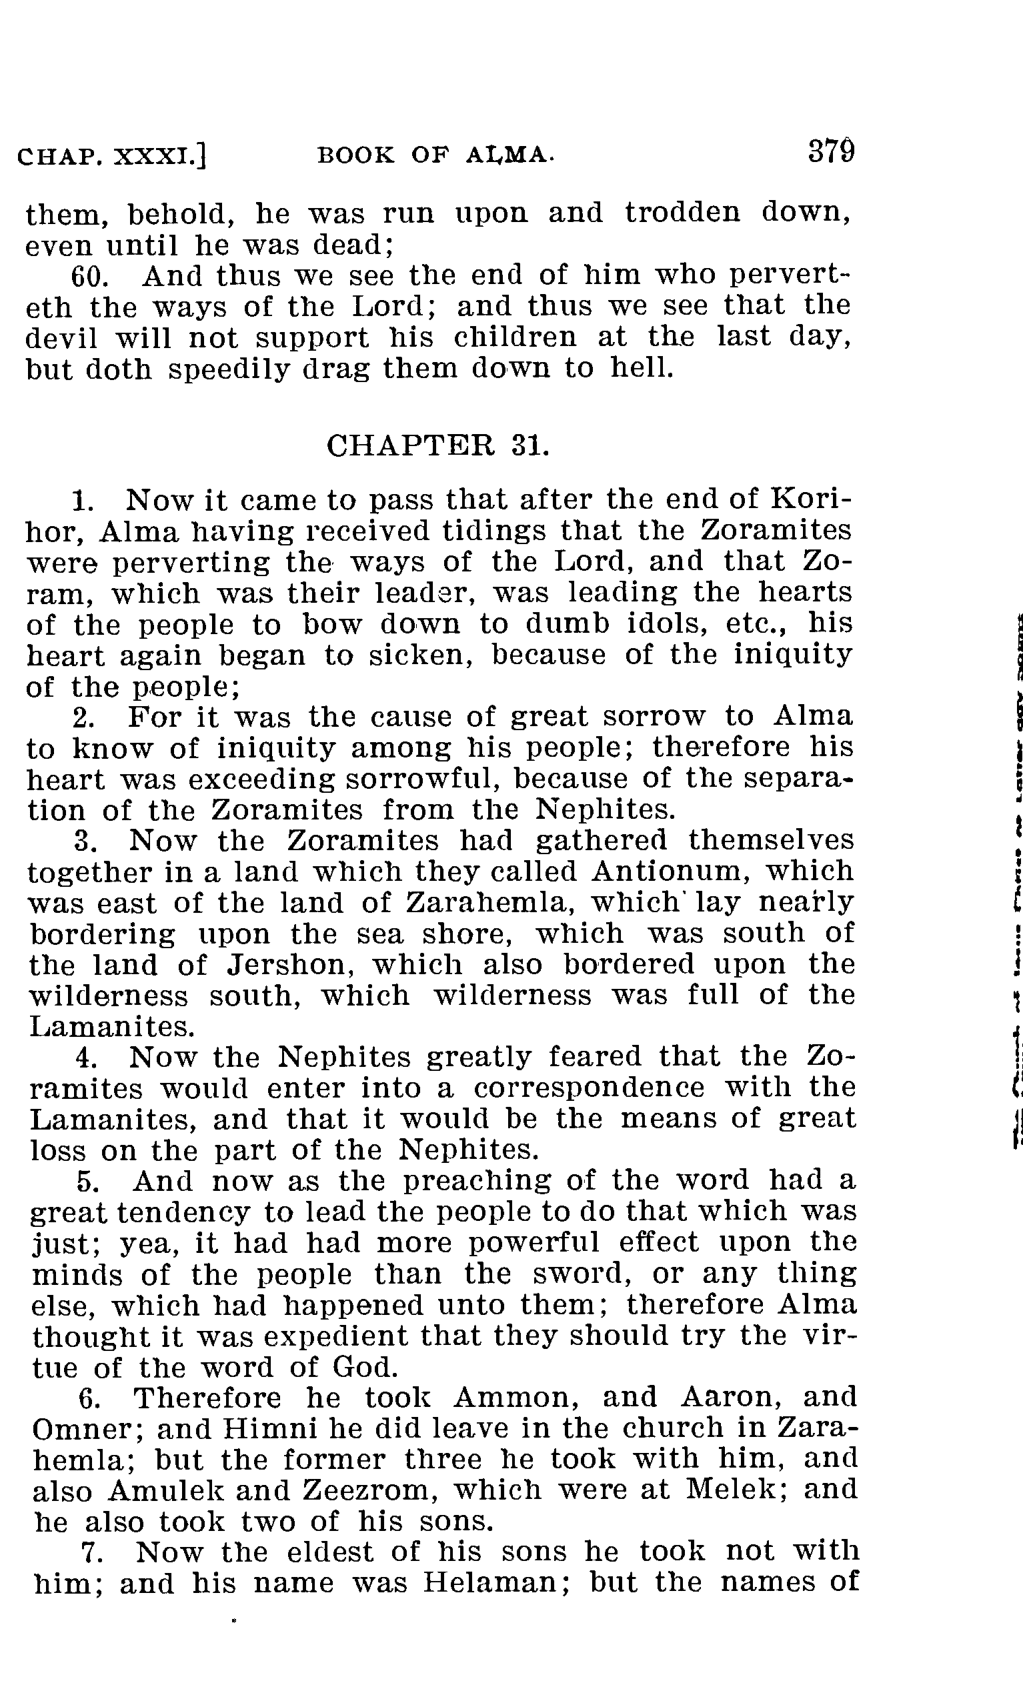 CHAP. XXXI.] BOOK OF ALMA. 379
them, behold, he was run upon and trodden down,
even until he was dead;
60. And thus we see the end of him who pervert-
eth the ways of the Lord; and thus we see that the
devil will not support his children at the last day,
but doth speedily drag them down to hell.
CHAPTER 31.
1. Now it came to pass that after the end of Kori-
hor, Alma having received tidings that the Zoramites
were perverting the ways of the Lord, and that Zo-
ram, which was their leader, was leading the hearts
of the people to bow down to dumb idols, etc., his
heart again began to sicken, because of the iniquity
of the people;
2. For it was the cause of great sorrow to Alma
to know of iniquity among his people; therefore his
heart was exceeding sorrowful, because of the separa-
tion of the Zoramites from the Nephites.
3. Now the Zoramites had gathered themselves
together in a land which they called Antionum, which
was east of the land of Zarahemla, which lay nearly
bordering upon the sea shore, which was south of
the land of Jershon, which also bordered upon the
wilderness south, which wilderness was full of the
Lamanites.
4. Now the Nephites greatly feared that the Zo-
ramites would enter into a correspondence with the
Lamanites, and that it would be the means of great
loss on the part of the Nephites.
5. And now as the preaching of the word had a
great tendency to lead the people to do that which was
just; yea, it had had more powerful effect upon the
minds of the people than the sword, or any thing
else, which had happened unto them; therefore Alma
thought it was expedient that they should try the vir-
tue of the word of God.
6. Therefore he took Ammon, and Aaron, and
Omner; and Himni he did leave in the church in Zara-
hemla; but the former three he took with him, and
also Amulek and Zeezrom, which were at Melek; and
he also took two of his sons.
7. Now the eldest of his sons he took not with
him; and his name was Helaman; but the names of